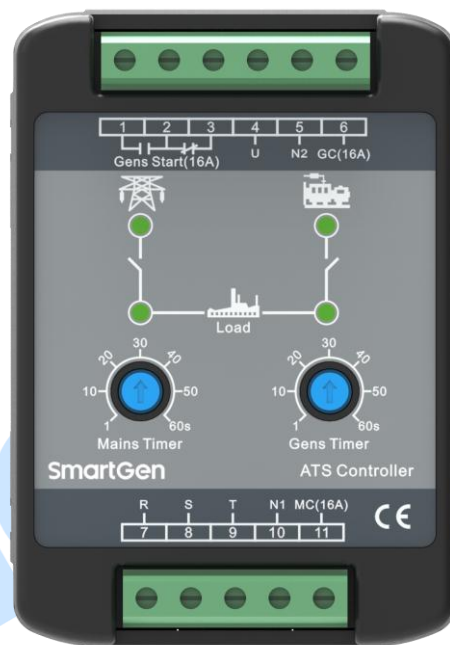 1 2 3 4 5 6
Gens Start(16A) U N2 GC(16A)
Load
30 30
20 40 20 40
10 50 10 50
1 60s 1 60s
Mains Timer Gens Timer
SmartGen ATS Controller
R S T N1 MC(16A)
7 8 9 10 11
CE